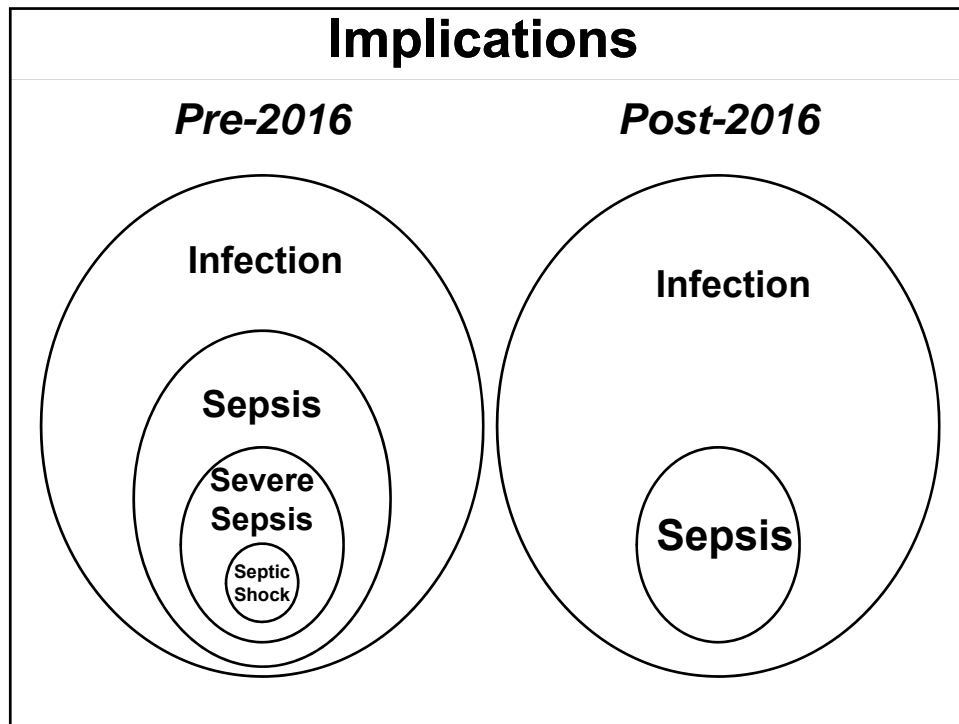 Implications
Pre-2016
Post-2016
Infection
Sepsis
Severe
Sepsis
Septic
Shock
Infection
Sepsis